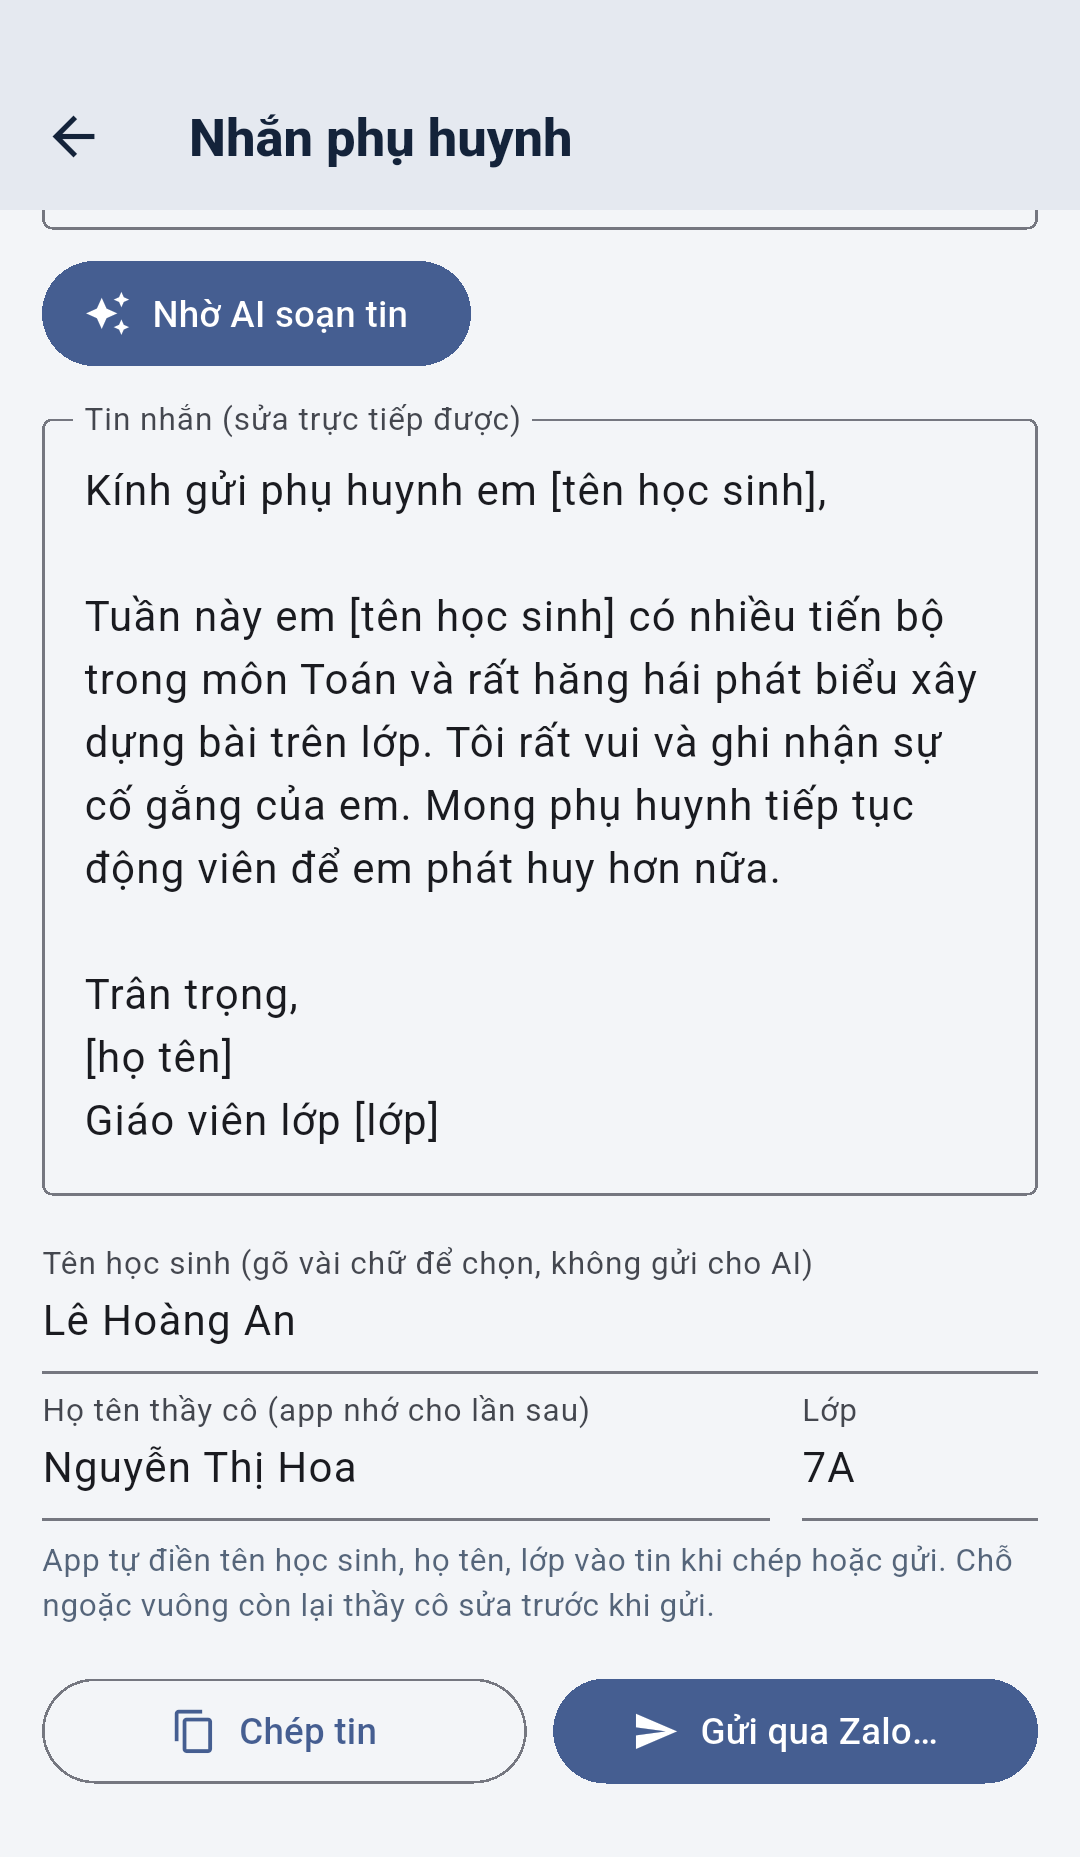 Nhắn phụ huynh
Nhờ AI soạn tin
Tin nhắn (sửa trực tiếp được)
Kính gửi phụ huynh em [tên học sinh],
Tuần này em [tên học sinh] có nhiều tiến bộ
trong môn Toán và rất hăng hái phát biểu xây
dựng bài trên lớp. Tôi rất vui và ghi nhận sự
cố gắng của em. Mong phụ huynh tiếp tục
động viên để em phát huy hơn nữa.
Trân trọng,
[họ tên]
Giáo viên lớp [lớp]
Tên học sinh (gõ vài chữ để chọn, không gửi cho AI)
Lê Hoàng An
Họ tên thầy cô (app nhớ cho lần sau)
Lớp
Nguyễn Thị Hoa
7A
App tự điền tên học sinh, họ tên, lớp vào tin khi chép hoặc gửi. Chỗ
ngoặc vuông còn lại thầy cô sửa trước khi gửi.
Chép tin
Gửi qua Zalo...